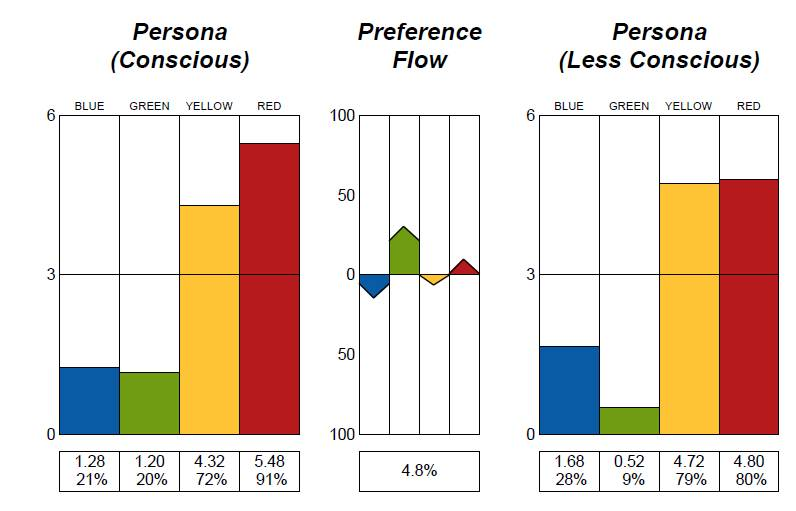 Persona
(Conscious)
Preference
Flow
Persona
(Less Conscious)
BLUE GREEN YELLOW RED
6
3
0
1.28 1.20 4.32 5.48
21% 20% 72% 91%
100
50
0
50
100
4.8%
BLUE GREEN YELLOW RED
6
3
0
1.68 0.52 4.72 4.80
28% 9% 79% 80%